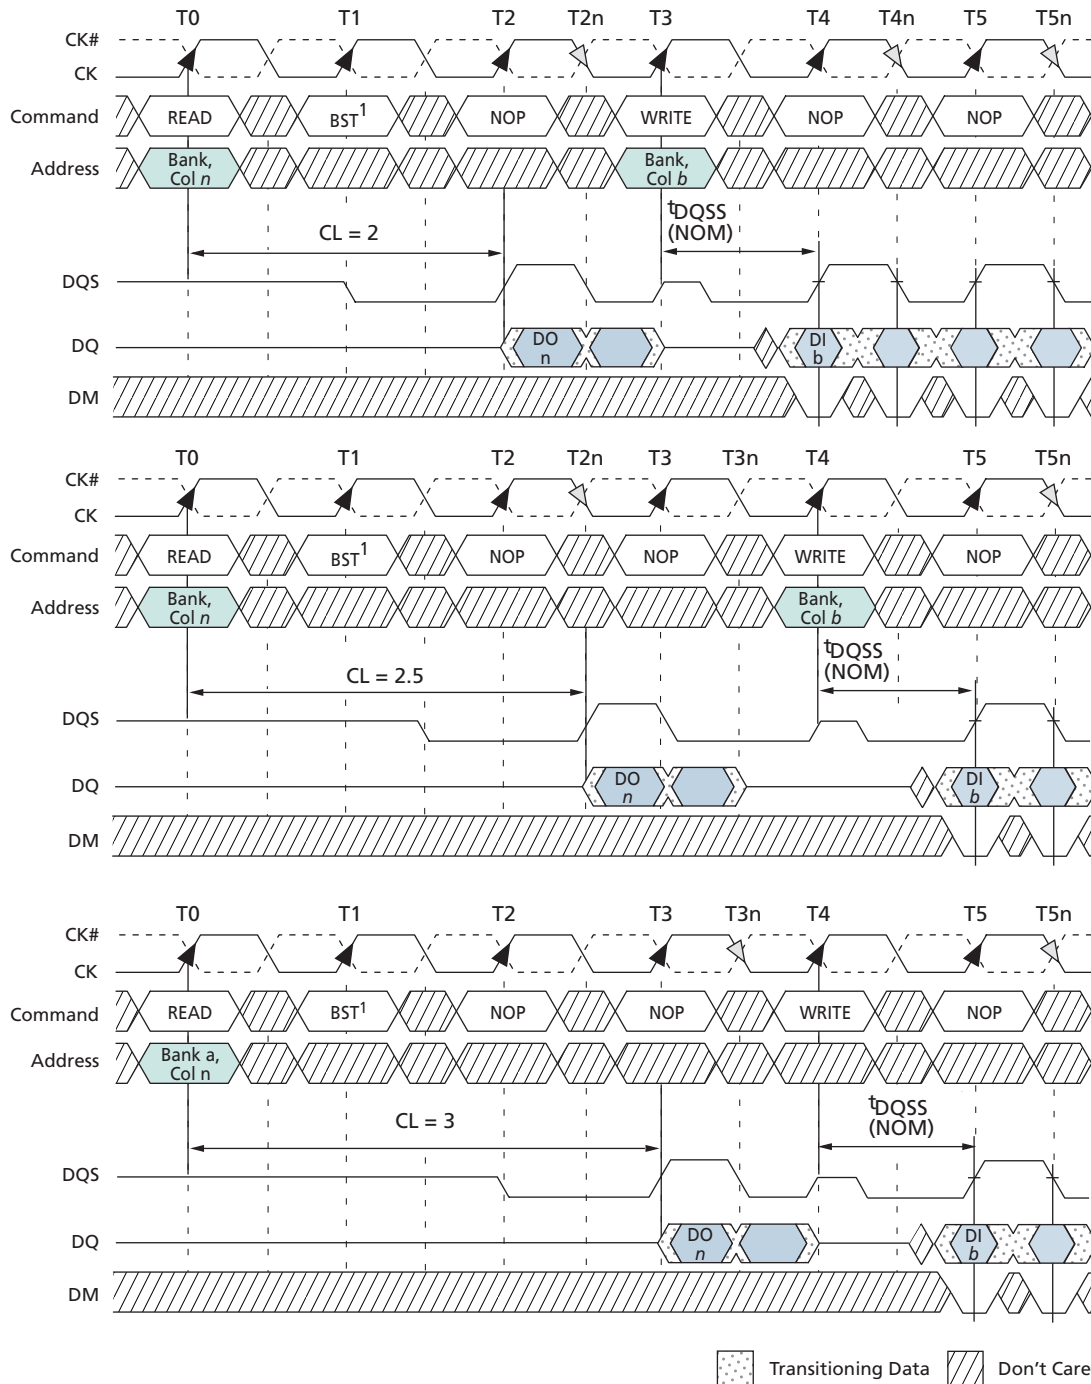 T0 T1 T2 T2n T3 T4 T4n T5 T5n
CK#
CK
Command READ BST1 NOP WRITE NOP NOP
Address Bank, Col n Bank, Col b
CL = 2 tDQSS (NOM)
DQS
DQ DO n DI b
DM
T0 T1 T2 T2n T3 T3n T4 T5 T5n
CK#
CK
Command READ BST1 NOP NOP WRITE NOP
Address Bank, Col n Bank, Col b
CL = 2.5 tDQSS (NOM)
DQS
DQ DO n DI b
DM
T0 T1 T2 T3 T3n T4 T5 T5n
CK#
CK
Command READ BST1 NOP NOP WRITE NOP
Address Bank a, Col n
CL = 3 tDQSS (NOM)
DQS
DQ DO n DI b
DM
Transitioning Data Don't Care